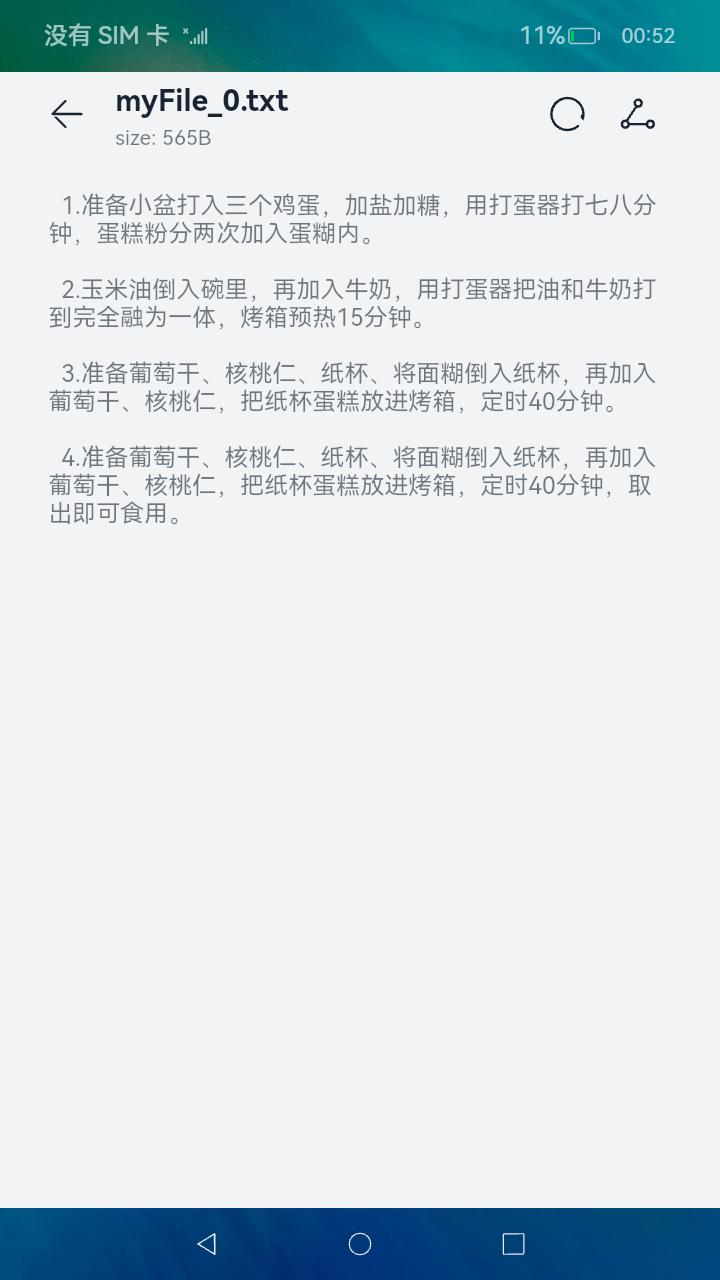 没有 SIM 卡
11%
00:52
myFile_0.txt
size: 565B
1.准备小盆打入三个鸡蛋，加盐加糖，用打蛋器打七八分
钟，蛋糕粉分两次加入蛋糊内。
2.玉米油倒入碗里，再加入牛奶，用打蛋器把油和牛奶打
到完全融为一体，烤箱预热15分钟。
3.准备葡萄干、核桃仁、纸杯、将面糊倒入纸杯，再加入
葡萄干、核桃仁，把纸杯蛋糕放进烤箱，定时40分钟。
4.准备葡萄干、核桃仁、纸杯、将面糊倒入纸杯，再加入
葡萄干、核桃仁，把纸杯蛋糕放进烤箱，定时40分钟，取
出即可食用。